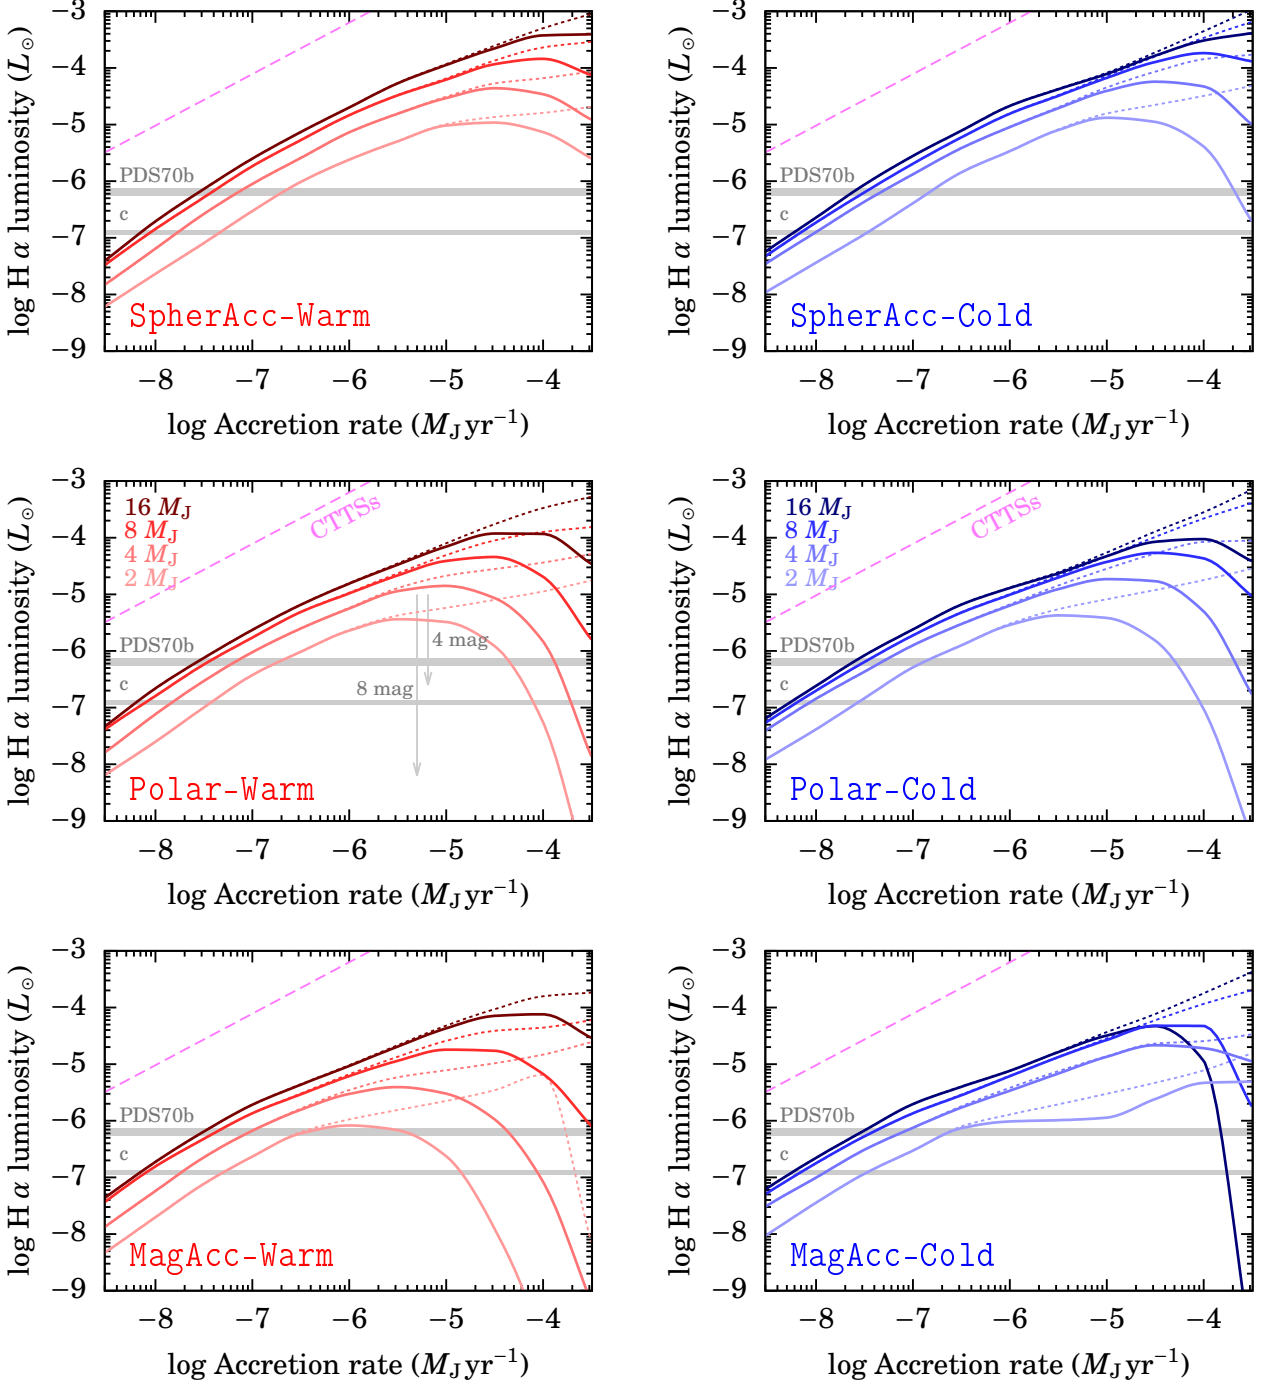 −3
−4
−5
−6
−7
−8
−9
log H α luminosity (L⊙)
PDS70b
c
SpherAcc-Warm
−8 −7 −6 −5 −4
log Accretion rate (MJ yr−1)
−3
−4
−5
−6
−7
−8
−9
log H α luminosity (L⊙)
PDS70b
c
SpherAcc-Cold
−8 −7 −6 −5 −4
log Accretion rate (MJ yr−1)
−3
−4
−5
−6
−7
−8
−9
log H α luminosity (L⊙)
16 MJ
8 MJ
4 MJ
2 MJ
CTTSs
PDS70b
c
4 mag
8 mag
Polar-Warm
−8 −7 −6 −5 −4
log Accretion rate (MJ yr−1)
−3
−4
−5
−6
−7
−8
−9
log H α luminosity (L⊙)
16 MJ
8 MJ
4 MJ
2 MJ
CTTSs
PDS70b
c
Polar-Cold
−8 −7 −6 −5 −4
log Accretion rate (MJ yr−1)
−3
−4
−5
−6
−7
−8
−9
log H α luminosity (L⊙)
PDS70b
c
MagAcc-Warm
−8 −7 −6 −5 −4
log Accretion rate (MJ yr−1)
−3
−4
−5
−6
−7
−8
−9
log H α luminosity (L⊙)
PDS70b
c
MagAcc-Cold
−8 −7 −6 −5 −4
log Accretion rate (MJ yr−1)